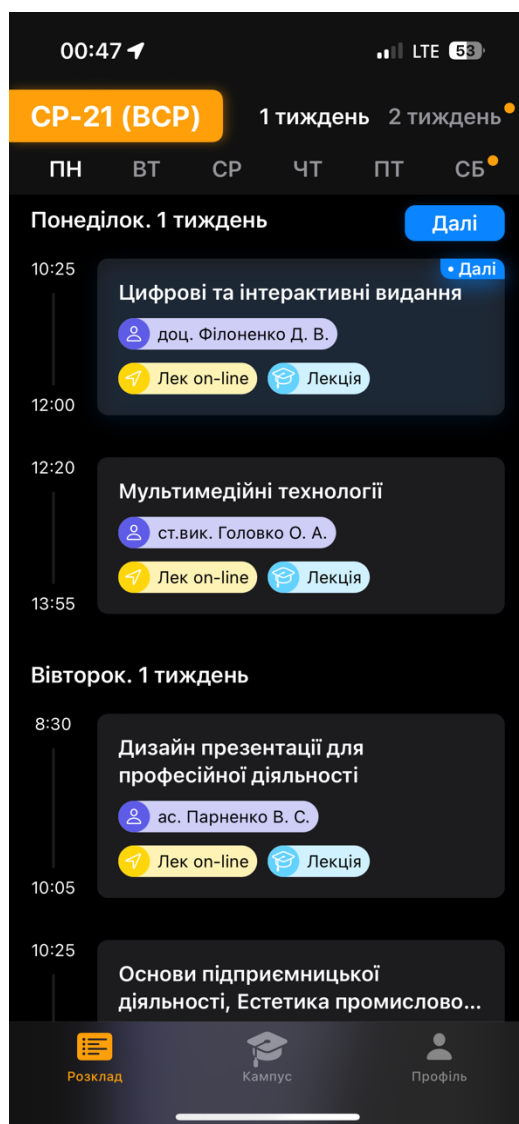 00:47
LTE 53
СР-21 (ВСР)
1 тиждень 2 тиждень
ПН ВТ СР ЧТ ПТ СБ
Понеділок. 1 тиждень
Далі
10:25
• Далі
Цифрові та інтерактивні видання
доц. Філоненко Д. В.
Лек on-line Лекція
12:00
12:20
Мультимедійні технології
ст.вик. Головко О. А.
Лек on-line Лекція
13:55
Вівторок. 1 тиждень
8:30
Дизайн презентації для
професійної діяльності
ас. Парненко В. С.
Лек on-line Лекція
10:05
10:25
Основи підприємницької
діяльності, Естетика промислово...
Розклад Кампус Профіль